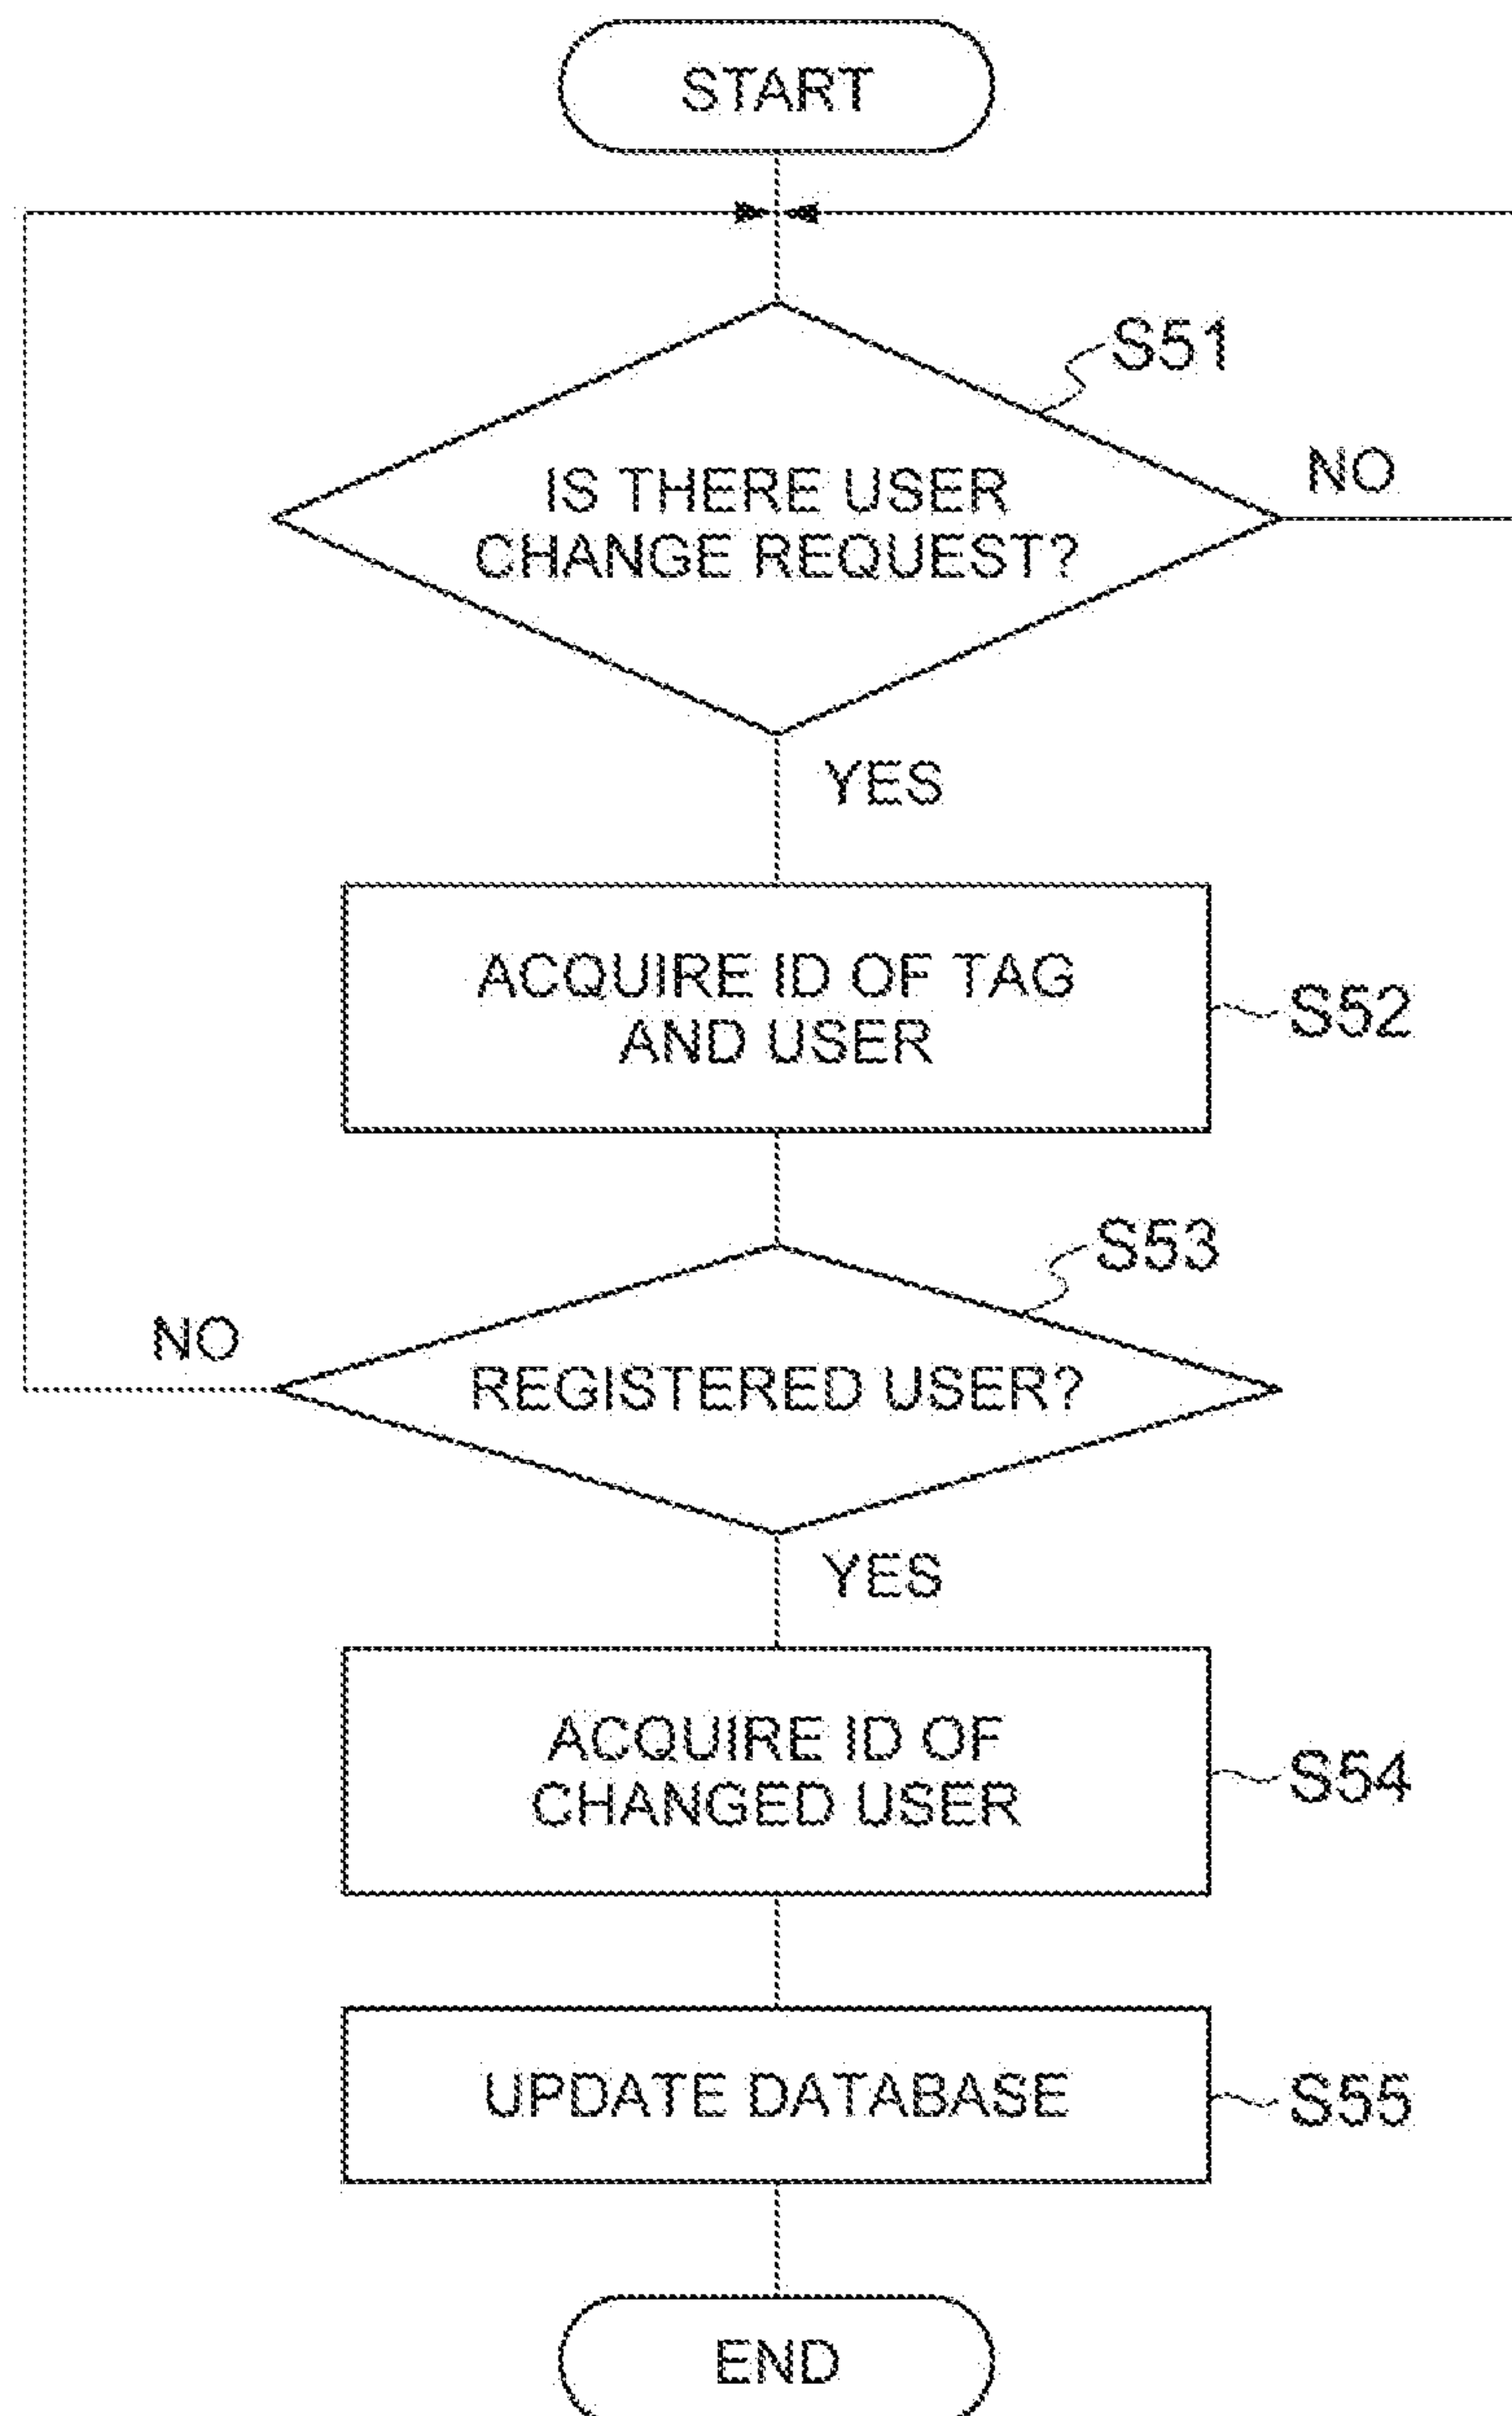 START
S51
IS THERE USER
CHANGE REQUEST?
NO
YES
ACQUIRE ID OF TAG
AND USER
S52
S53
NO
REGISTERED USER?
YES
ACQUIRE ID OF
CHANGED USER
S54
UPDATE DATABASE
S55
END